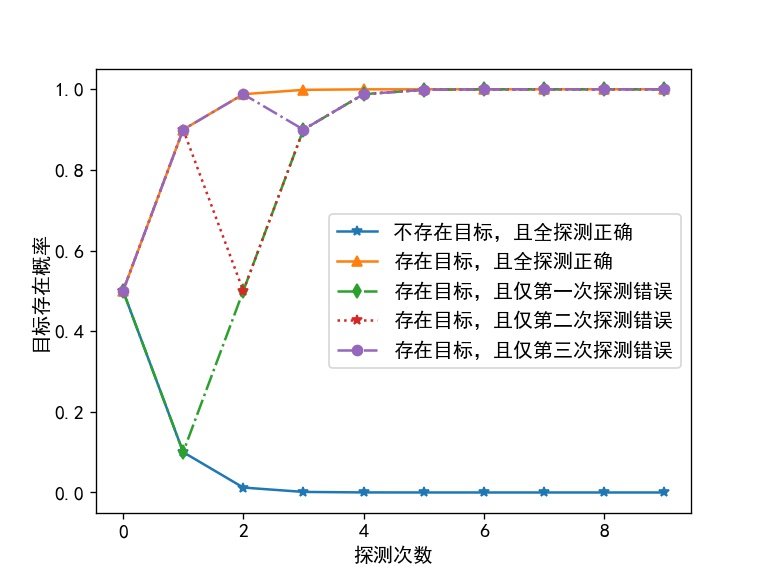 1.0
0.8
0.6
0.4
0.2
0.0
目标存在概率
不存在目标，且全探测正确
存在目标，且全探测正确
存在目标，且仅第一次探测错误
存在目标，且仅第二次探测错误
存在目标，且仅第三次探测错误
0 2 4 6 8
探测次数